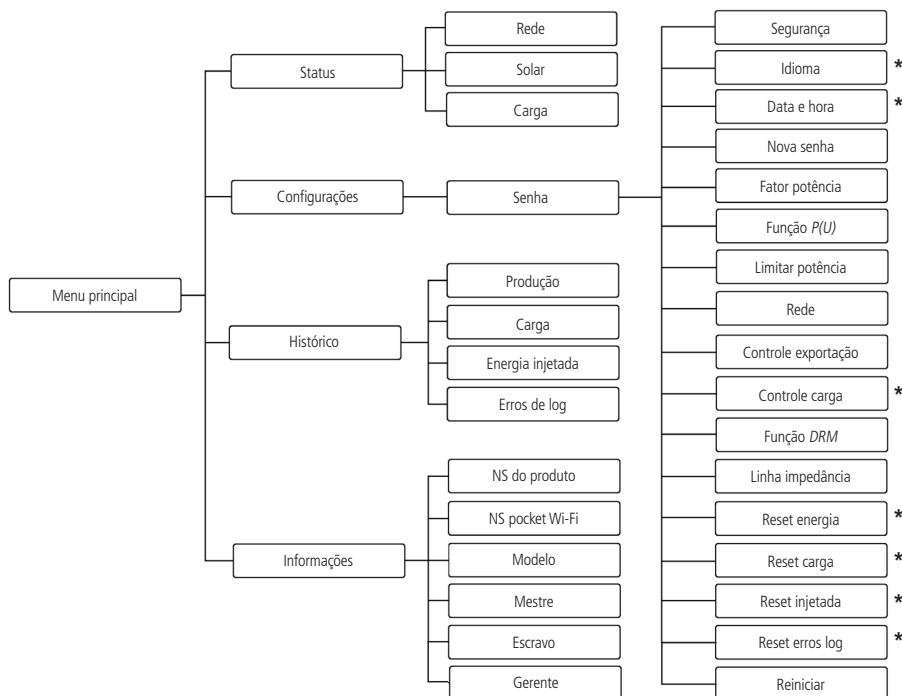 Menu principal
Status
Rede
Solar
Carga
Configurações
Senha
Segurança
Idioma *
Data e hora *
Nova senha
Fator potência
Função P(U)
Limitar potência
Rede
Controle exportação
Controle carga *
Função DRM
Linha impedância
Reset energia *
Reset carga *
Reset injetada *
Reset erros log *
Reiniciar
Histórico
Produção
Carga
Energia injetada
Erros de log
Informações
NS do produto
NS pocket Wi-Fi
Modelo
Mestre
Escravo
Gerente